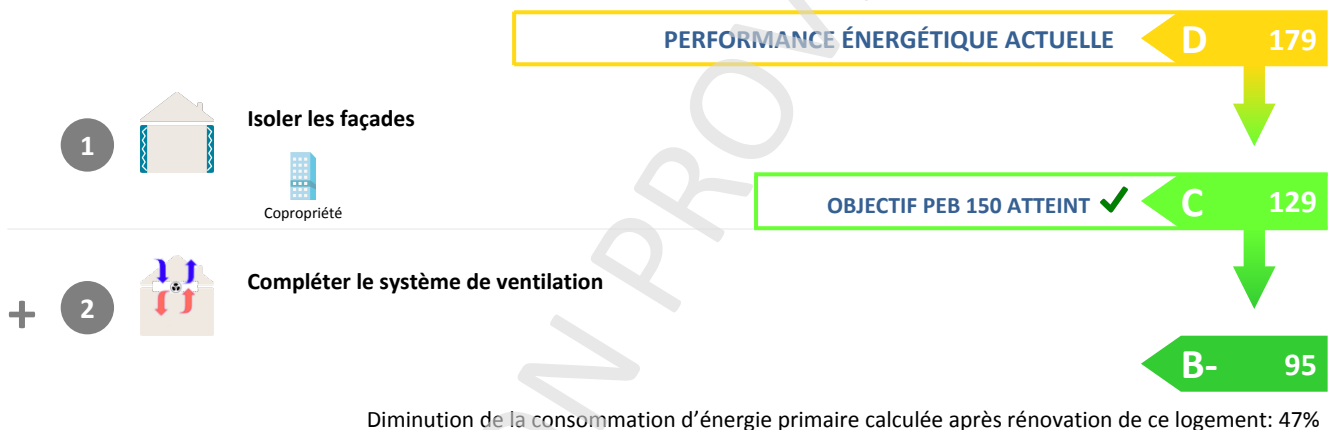 PERFORMANCE ÉNERGÉTIQUE ACTUELLE D 179
1 Isoler les façades
Copropriété
OBJECTIF PEB 150 ATTEINT ✔ C 129
+ 2 Compléter le système de ventilation
B- 95
Diminution de la consommation d’énergie primaire calculée après rénovation de ce logement: 47%